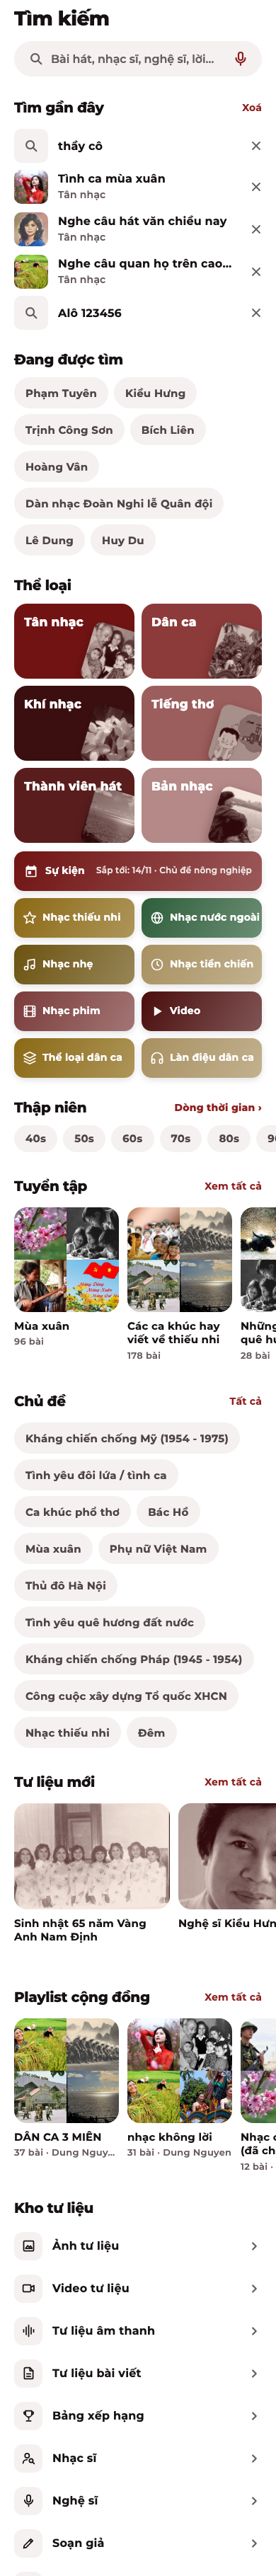 Tìm kiếm
Bài hát, nhạc sĩ, nghệ sĩ, lời...
Tìm gần đây
Xoá
thầy cô
Tình ca mùa xuân
Tân nhạc
Nghe câu hát văn chiều nay
Tân nhạc
Nghe câu quan họ trên cao...
Tân nhạc
Alô 123456
Đang được tìm
Phạm Tuyên
Kiều Hưng
Trịnh Công Sơn
Bích Liên
Hoàng Vân
Dàn nhạc Đoàn Nghi lễ Quân đội
Lê Dung
Huy Du
Thể loại
Tân nhạc
Dân ca
Khí nhạc
Tiếng thơ
Thành viên hát
Bản nhạc
Sự kiện
Sắp tới: 14/11 · Chủ đề nông nghiệp
Nhạc thiếu nhi
Nhạc nước ngoài
Nhạc nhẹ
Nhạc tiền chiến
Nhạc phim
Video
Thể loại dân ca
Làn điệu dân ca
Thập niên
Dòng thời gian ›
40s
50s
60s
70s
80s
Tuyển tập
Xem tất cả
Mùa xuân
96 bài
Các ca khúc hay
viết về thiếu nhi
178 bài
Những
quê hư
28 bài
Chủ đề
Tất cả
Kháng chiến chống Mỹ (1954 - 1975)
Tình yêu đôi lứa / tình ca
Ca khúc phổ thơ
Bác Hồ
Mùa xuân
Phụ nữ Việt Nam
Thủ đô Hà Nội
Tình yêu quê hương đất nước
Kháng chiến chống Pháp (1945 - 1954)
Công cuộc xây dựng Tổ quốc XHCN
Nhạc thiếu nhi
Đêm
Tư liệu mới
Xem tất cả
Sinh nhật 65 năm Vàng
Anh Nam Định
Nghệ sĩ Kiều Hưn
Playlist cộng đồng
Xem tất cả
DÂN CA 3 MIỀN
37 bài · Dung Nguy...
nhạc không lời
31 bài · Dung Nguyen
Nhạc c
(đã ch
12 bài ·
Kho tư liệu
Ảnh tư liệu
Video tư liệu
Tư liệu âm thanh
Tư liệu bài viết
Bảng xếp hạng
Nhạc sĩ
Nghệ sĩ
Soạn giả